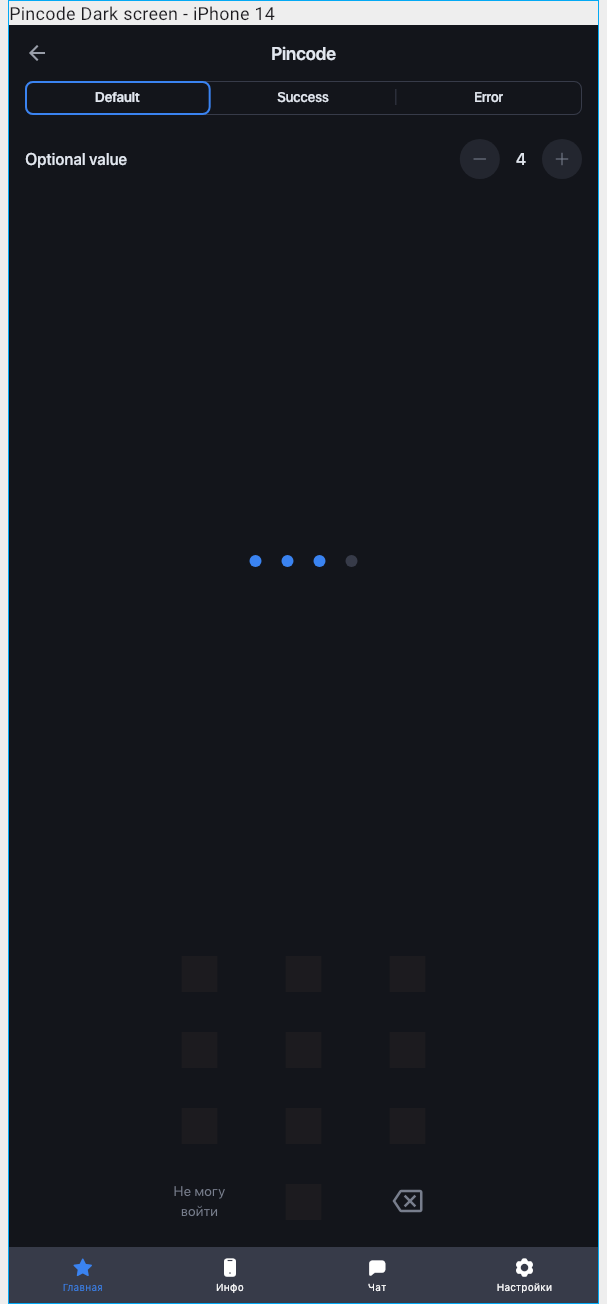 Pincode Dark screen - iPhone 14
Pincode
Default Success Error
Optional value 4
Не могу
войти
Главная Инфо Чат Настройки